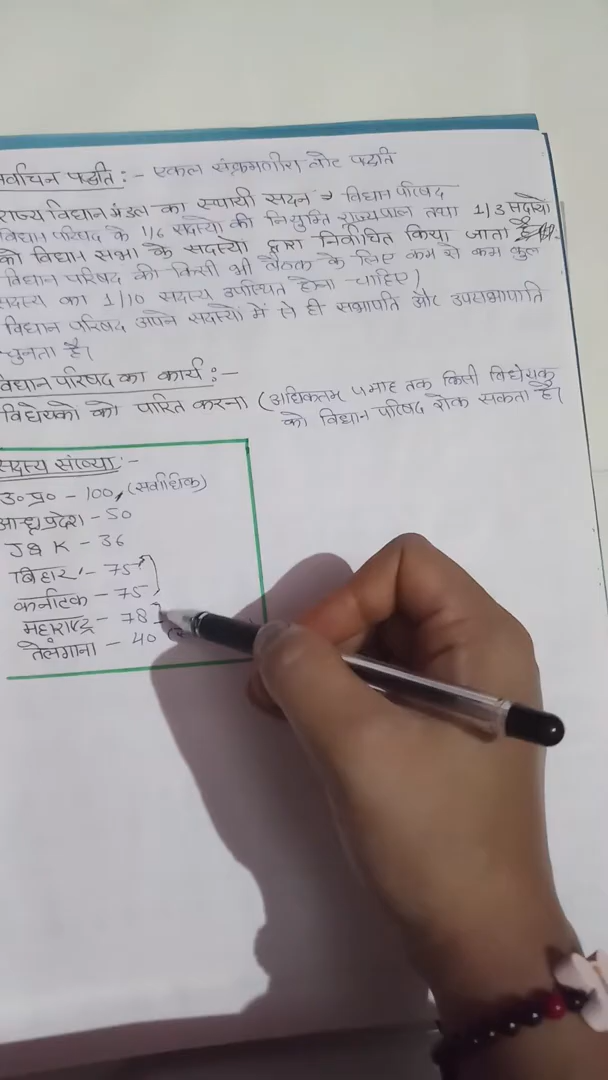 र्वाचन पद्धति :- एकल संक्रमणीय वोट पद्धति
राज्य विधान मंडल का स्थायी सदन → विधान परिषद
विधान परिषद के 1/6 सदस्यों की नियुक्ति राज्यपाल तथा 1/3 सदस्यों
को विधान सभा के सदस्यों द्वारा निर्वाचित किया जाता है
विधान परिषद की किसी भी बैठक के लिए कम से कम कुल
सदस्य का 1/10 सदस्य उपस्थित होना चाहिए)
विधान परिषद अपने सदस्यों में से ही सभापति और उपसभापति
चुनता है।
विधान परिषद का कार्य :-
विधेयको को पारित करना (अधिकतम 4 माह तक किसी विधेयक
को विधान परिषद रोक सकता है।
सदस्य संख्या :-
उ० प्र० - 100, (सर्वाधिक)
आन्ध्र प्रदेश - 50
J & K - 36
बिहार - 75
कर्नाटक - 75
महाराष्ट्र - 78
तेलंगाना - 40